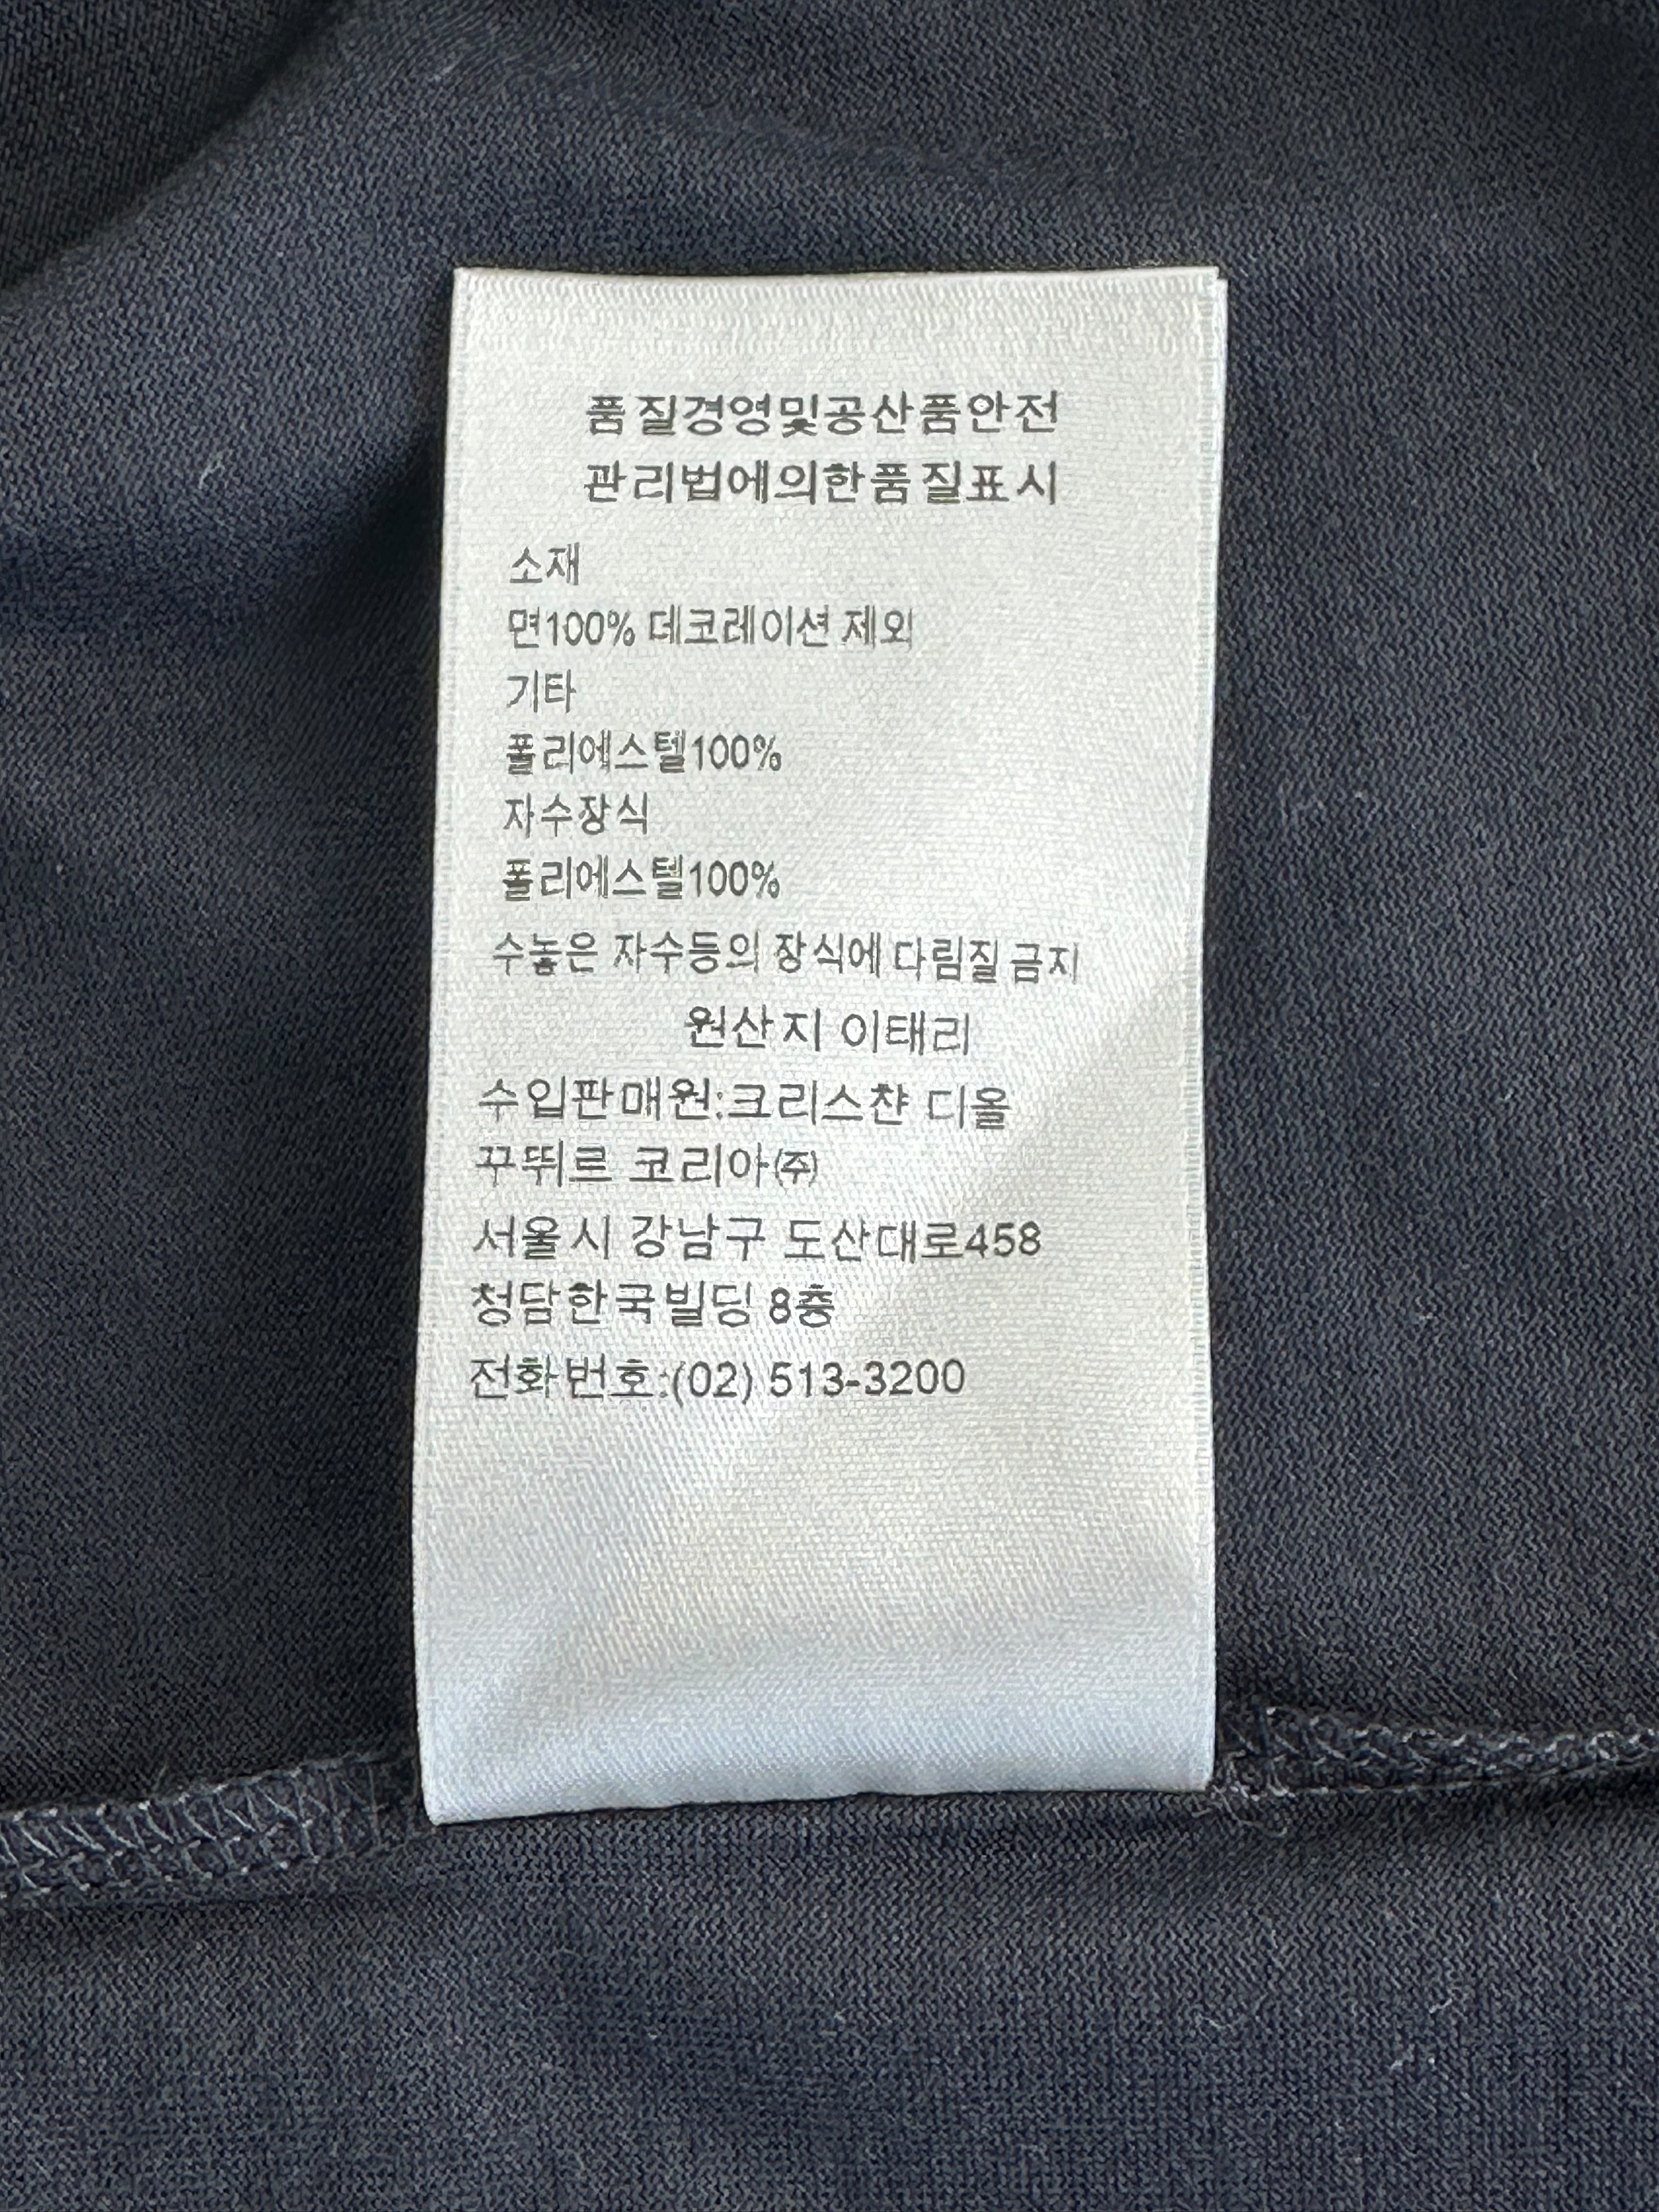 품질경영및공산품안전
관리법에의한품질표시
소재
면100% 데코레이션 제외
기타
폴리에스텔100%
자수장식
폴리에스텔100%
수놓은 자수등의 장식에 다림질 금지
원산지 이태리
수입판매원:크리스챤 디올
꾸뛰르 코리아㈜
서울시 강남구 도산대로458
청담한국빌딩 8층
전화번호:(02) 513-3200